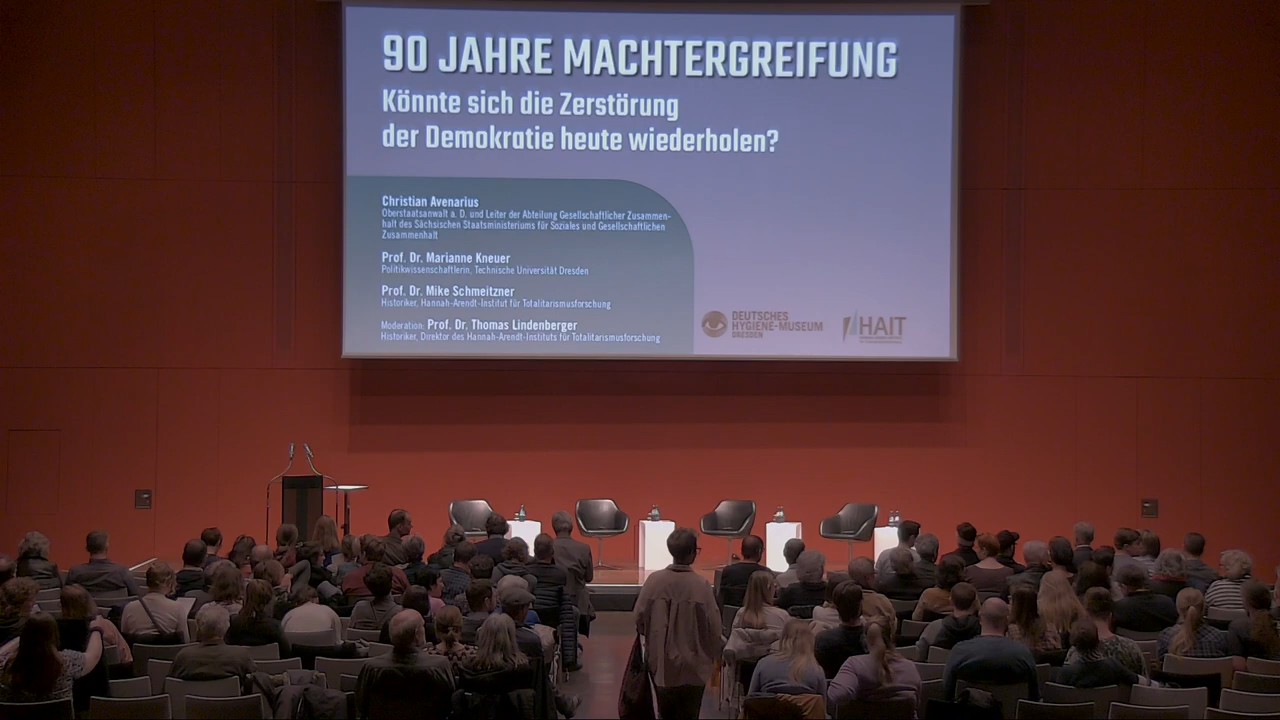 90 JAHRE MACHTERGREIFUNG
Könnte sich die Zerstörung
der Demokratie heute wiederholen?
Christian Avenarius
Oberstaatsanwalt a. D. und Leiter der Abteilung Gesellschaftlicher Zusammen-
halt des Sächsischen Staatsministeriums für Soziales und Gesellschaftlichen
Zusammenhalt
Prof. Dr. Marianne Kneuer
Politikwissenschaftlerin, Technische Universität Dresden
Prof. Dr. Mike Schmeitzner
Historiker, Hannah-Arendt-Institut für Totalitarismusforschung
Moderation: Prof. Dr. Thomas Lindenberger
Historiker, Direktor des Hannah-Arendt-Instituts für Totalitarismusforschung
DEUTSCHES
HYGIENE-MUSEUM
DRESDEN
HAIT